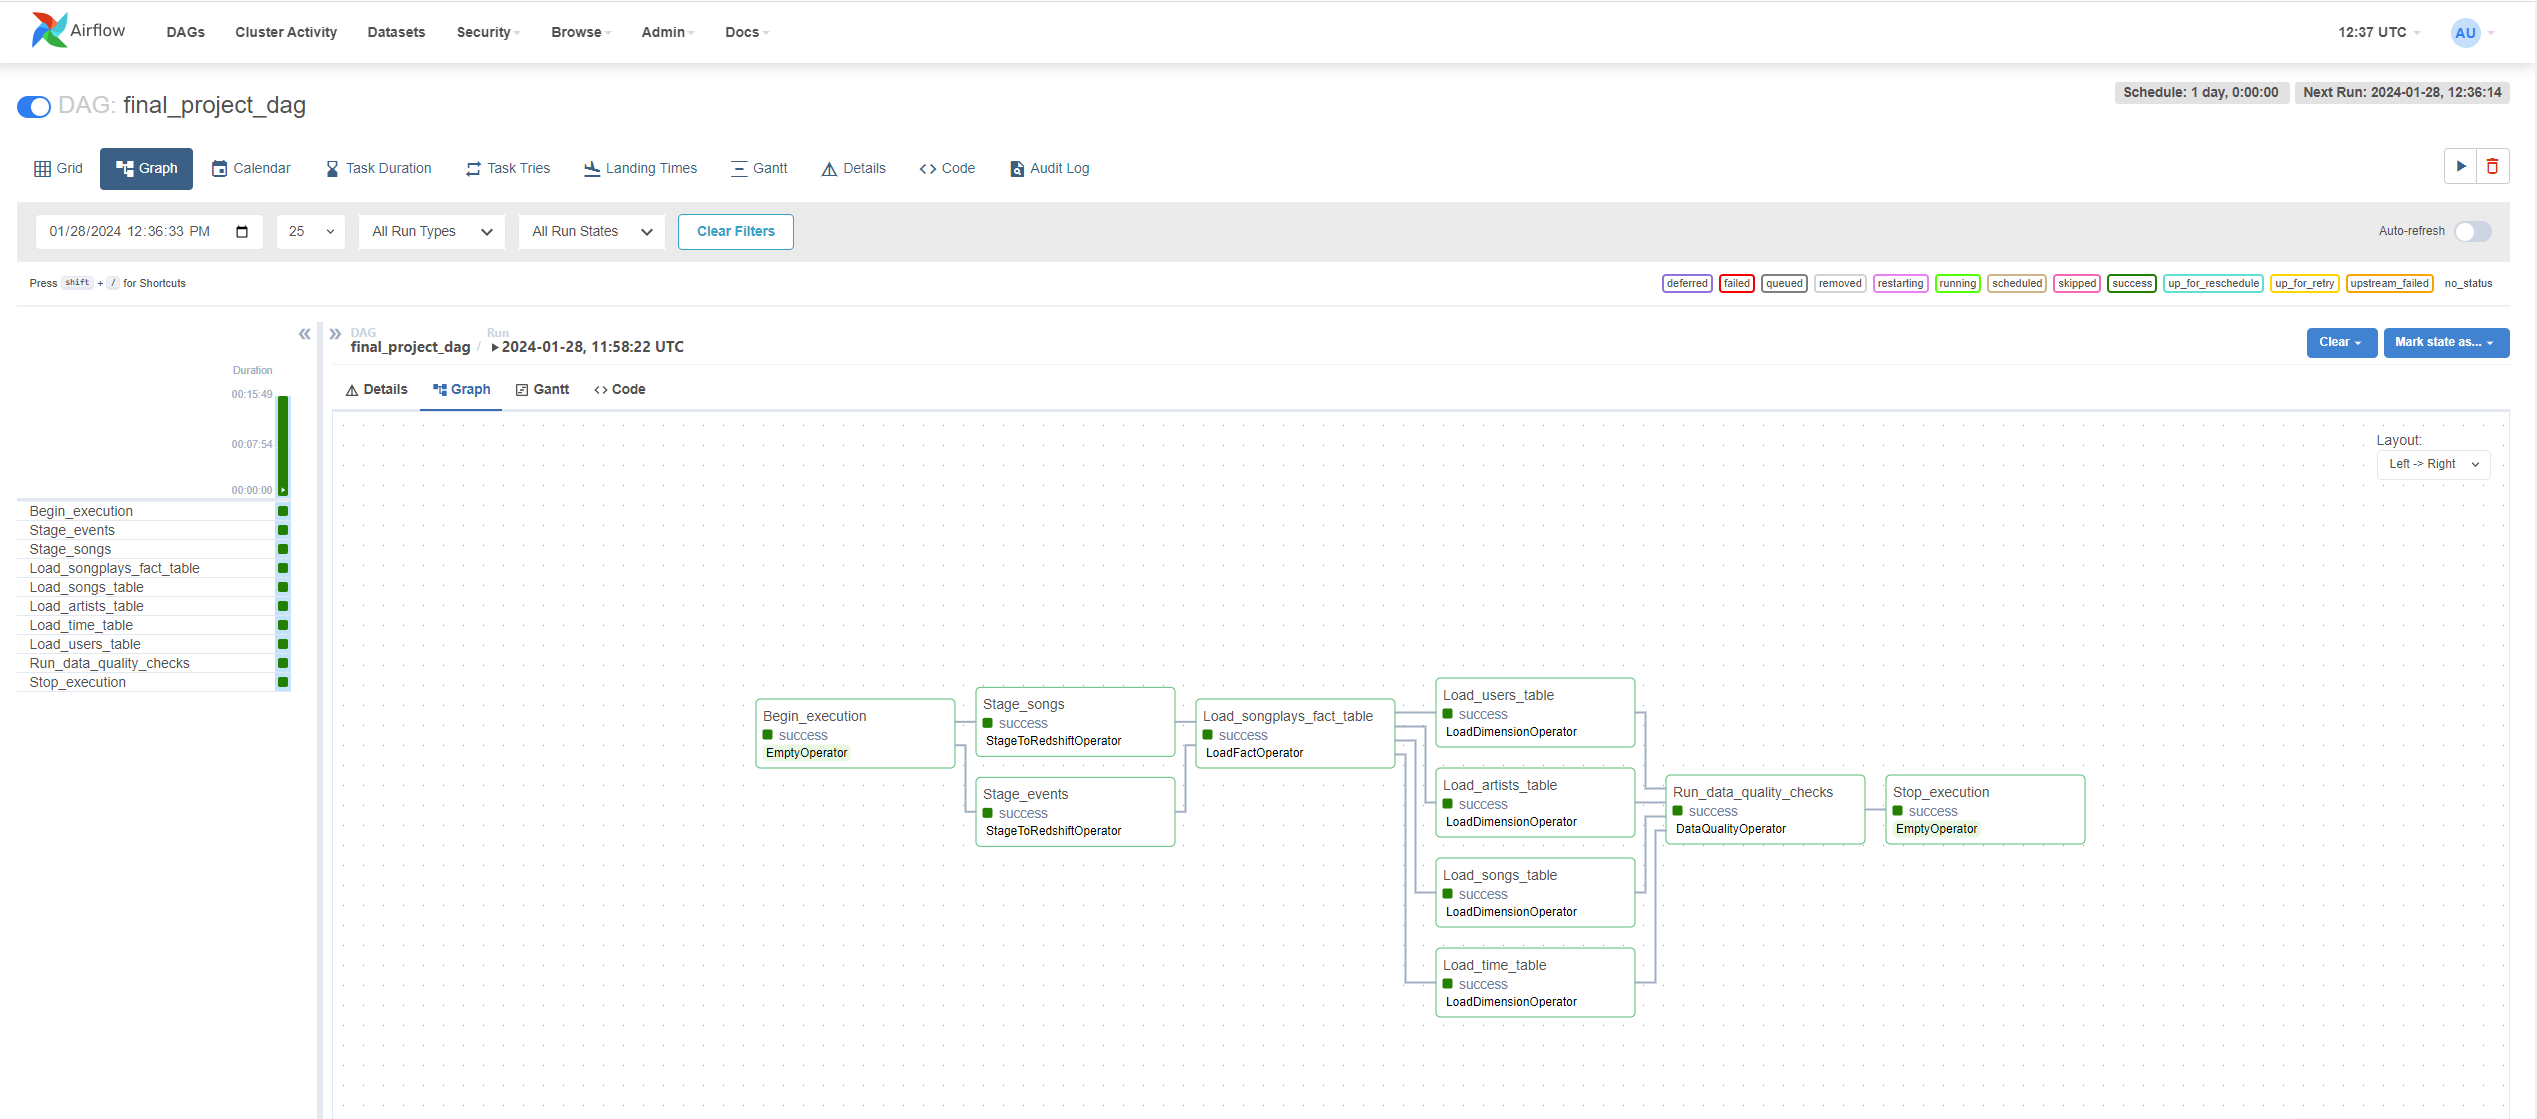 Airflow DAGs Cluster Activity Datasets Security Browse Admin Docs 12:37 UTC AU
DAG: final_project_dag Schedule: 1 day, 0:00:00 Next Run: 2024-01-28, 12:36:14
Grid Graph Calendar Task Duration Task Tries Landing Times Gantt Details Code Audit Log
01/28/2024 12:36:33 PM 25 All Run Types All Run States Clear Filters Auto-refresh
Press shift + / for Shortcuts deferred failed queued removed restarting running scheduled skipped success up_for_reschedule up_for_retry upstream_failed no_status
DAG Run
final_project_dag / 2024-01-28, 11:58:22 UTC Clear Mark state as...
Details Graph Gantt Code
Duration
00:15:49
00:07:54
00:00:00
Begin_execution
Stage_events
Stage_songs
Load_songplays_fact_table
Load_songs_table
Load_artists_table
Load_time_table
Load_users_table
Run_data_quality_checks
Stop_execution
Layout:
Left -> Right
Begin_execution
success
EmptyOperator
Stage_songs
success
StageToRedshiftOperator
Stage_events
success
StageToRedshiftOperator
Load_songplays_fact_table
success
LoadFactOperator
Load_users_table
success
LoadDimensionOperator
Load_artists_table
success
LoadDimensionOperator
Load_songs_table
success
LoadDimensionOperator
Load_time_table
success
LoadDimensionOperator
Run_data_quality_checks
success
DataQualityOperator
Stop_execution
success
EmptyOperator